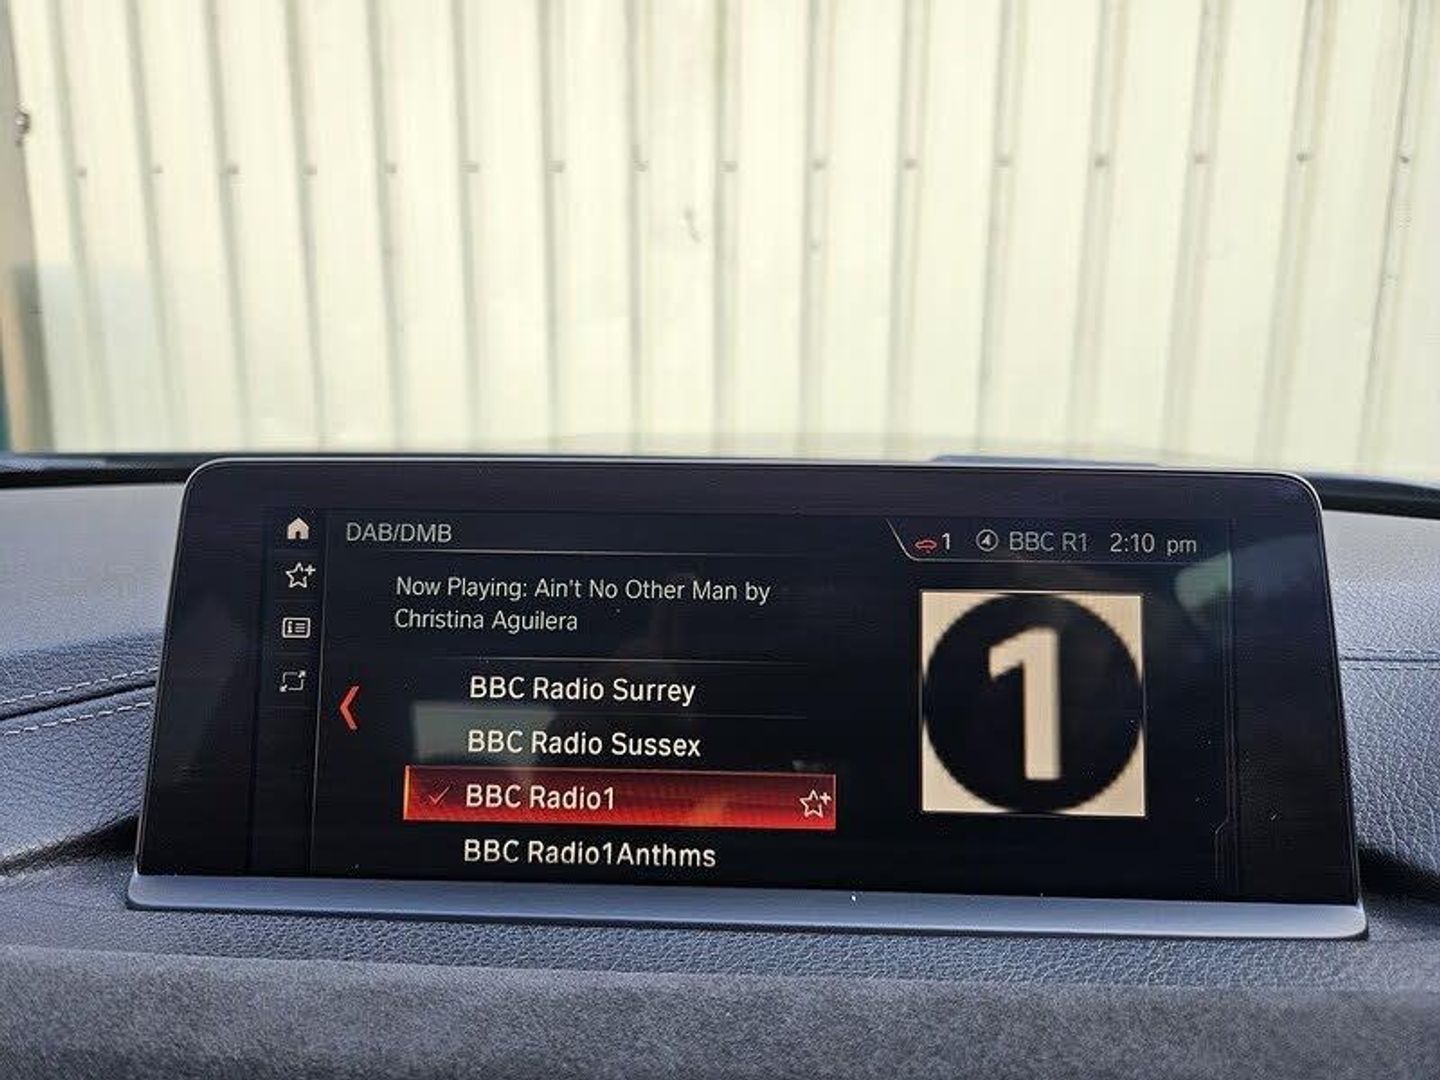 DAB/DMB
1 BBC R1 2:10 pm
Now Playing: Ain't No Other Man by
Christina Aguilera
BBC Radio Surrey
BBC Radio Sussex
BBC Radio1
BBC Radio1Anthms
1